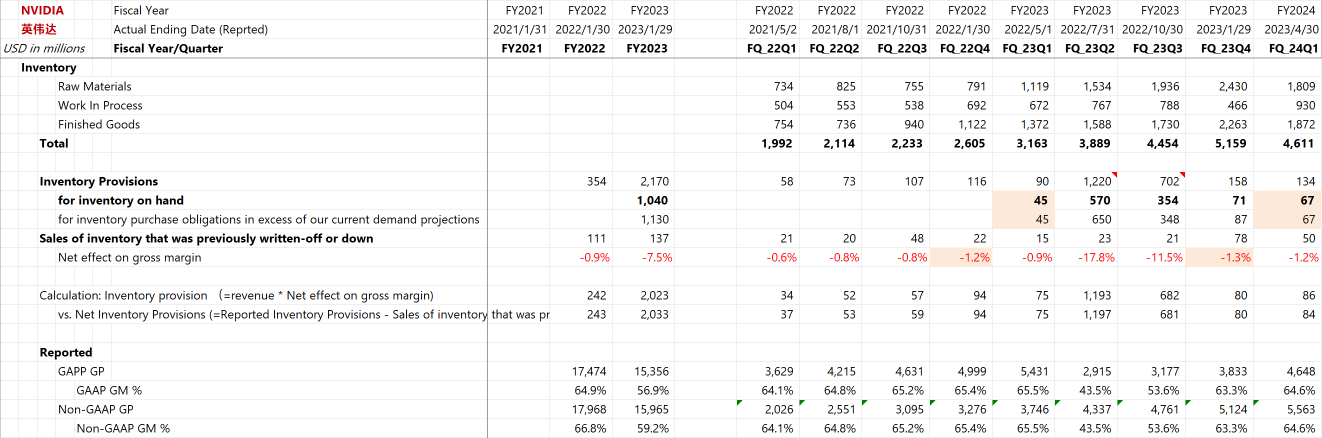 NVIDIA Fiscal Year FY2021 FY2022 FY2023 FY2022 FY2022 FY2022 FY2022 FY2023 FY2023 FY2023 FY2023 FY2024
英伟达 Actual Ending Date (Reprted) 2021/1/31 2022/1/30 2023/1/29 2021/5/2 2021/8/1 2021/10/31 2022/1/30 2022/5/1 2022/7/31 2022/10/30 2023/1/29 2023/4/30
USD in millions Fiscal Year/Quarter FY2021 FY2022 FY2023 FQ_22Q1 FQ_22Q2 FQ_22Q3 FQ_22Q4 FQ_23Q1 FQ_23Q2 FQ_23Q3 FQ_23Q4 FQ_24Q1
Inventory
Raw Materials 734 825 755 791 1,119 1,534 1,936 2,430 1,809
Work In Process 504 553 538 692 672 767 788 466 930
Finished Goods 754 736 940 1,122 1,372 1,588 1,730 2,263 1,872
Total 1,992 2,114 2,233 2,605 3,163 3,889 4,454 5,159 4,611
Inventory Provisions 354 2,170 58 73 107 116 90 1,220 702 158 134
for inventory on hand 1,040 45 570 354 71 67
for inventory purchase obligations in excess of our current demand projections 1,130 45 650 348 87 67
Sales of inventory that was previously written-off or down 111 137 21 20 48 22 15 23 21 78 50
Net effect on gross margin -0.9% -7.5% -0.6% -0.8% -0.8% -1.2% -0.9% -17.8% -11.5% -1.3% -1.2%
Calculation: Inventory provision （=revenue * Net effect on gross margin) 242 2,023 34 52 57 94 75 1,193 682 80 86
vs. Net Inventory Provisions (=Reported Inventory Provisions - Sales of inventory that was pr 243 2,033 37 53 59 94 75 1,197 681 80 84
Reported
GAPP GP 17,474 15,356 3,629 4,215 4,631 4,999 5,431 2,915 3,177 3,833 4,648
GAAP GM % 64.9% 56.9% 64.1% 64.8% 65.2% 65.4% 65.5% 43.5% 53.6% 63.3% 64.6%
Non-GAAP GP 17,968 15,965 2,026 2,551 3,095 3,276 3,746 4,337 4,761 5,124 5,563
Non-GAAP GM % 66.8% 59.2% 64.1% 64.8% 65.2% 65.4% 65.5% 43.5% 53.6% 63.3% 64.6%